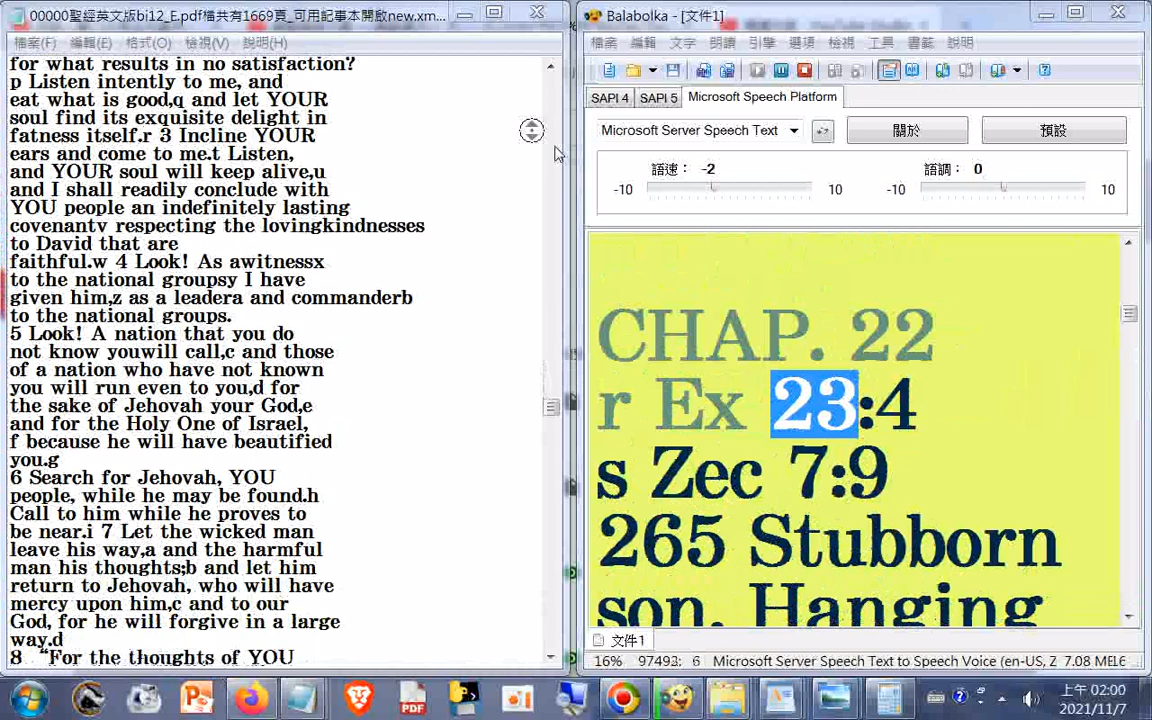 00000聖經英文版bi12_E.pdf檔共有1669頁_可用記事本開啟new.xm...
檔案(F) 編輯(E) 格式(O) 檢視(V) 說明(H)
for what results in no satisfaction?
p Listen intently to me, and
eat what is good,q and let YOUR
soul find its exquisite delight in
fatness itself.r 3 Incline YOUR
ears and come to me.t Listen,
and YOUR soul will keep alive,u
and I shall readily conclude with
YOU people an indefinitely lasting
covenantv respecting the lovingkindnesses
to David that are
faithful.w 4 Look! As awitnessx
to the national groupsy I have
given him,z as a leadera and commanderb
to the national groups.
5 Look! A nation that you do
not know youwill call,c and those
of a nation who have not known
you will run even to you,d for
the sake of Jehovah your God,e
and for the Holy One of Israel,
f because he will have beautified
you.g
6 Search for Jehovah, YOU
people, while he may be found.h
Call to him while he proves to
be near.i 7 Let the wicked man
leave his way,a and the harmful
man his thoughts;b and let him
return to Jehovah, who will have
mercy upon him,c and to our
God, for he will forgive in a large
way.d
8 “For the thoughts of YOU
Balabolka - [文件1]
檔案 編輯 文字 朗讀 引擎 選項 檢視 工具 書籤 說明
SAPI 4 SAPI 5 Microsoft Speech Platform
Microsoft Server Speech Text 關於 預設
語速： -2 語調： 0
-10 10 -10 10
CHAP. 22
r Ex 23:4
s Zec 7:9
265 Stubborn
son. Hanging
文件1
16% 97492: 6 Microsoft Server Speech Text to Speech Voice (en-US, Z 7.08 МЕ
上午 02:00
2021/11/7